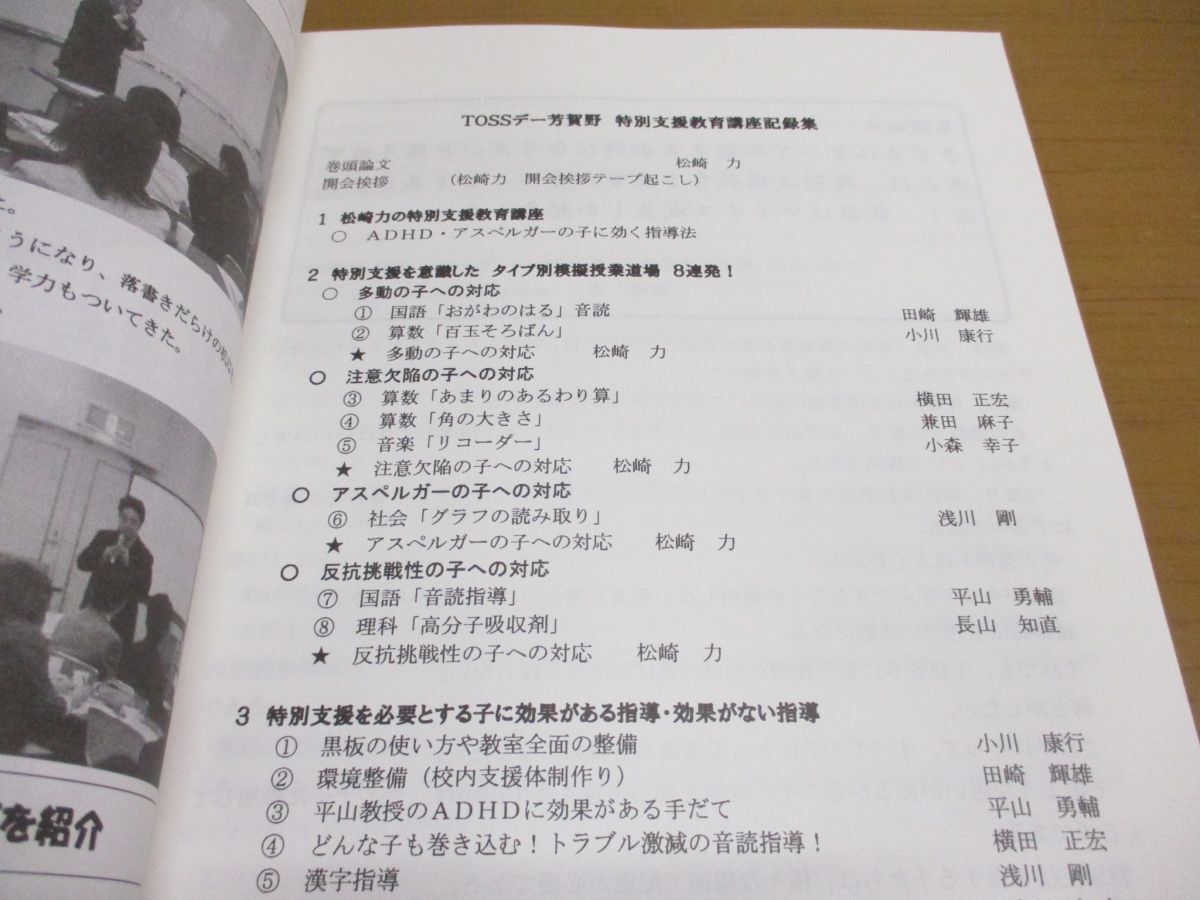 た。
うになり、落書きだらけの
学力もついてきた。
を紹介
TOSSデー芳賀野 特別支援教育講座記録集
巻頭論文 松崎 力
開会挨拶 (松崎力 開会挨拶テープ起こし)
1 松崎力の特別支援教育講座
○ ADHD・アスペルガーの子に効く指導法
2 特別支援を意識した タイプ別模擬授業道場 8連発!
○ 多動の子への対応
① 国語「おがわのはる」音読 田崎 輝雄
② 算数「百玉そろばん」 小川 康行
★ 多動の子への対応 松崎 力
○ 注意欠陥の子への対応
③ 算数「あまりのあるわり算」 横田 正宏
④ 算数「角の大きさ」 兼田 麻子
⑤ 音楽「リコーダー」 小森 幸子
★ 注意欠陥の子への対応 松崎 力
○ アスペルガーの子への対応
⑥ 社会「グラフの読み取り」 浅川 剛
★ アスペルガーの子への対応 松崎 力
○ 反抗挑戦性の子への対応
⑦ 国語「音読指導」 平山 勇輔
⑧ 理科「高分子吸収剤」 長山 知直
★ 反抗挑戦性の子への対応 松崎 力
3 特別支援を必要とする子に効果がある指導・効果がない指導
① 黒板の使い方や教室全面の整備 小川 康行
② 環境整備(校内支援体制作り) 田崎 輝雄
③ 平山教授のADHDに効果がある手だて 平山 勇輔
④ どんな子も巻き込む!トラブル激減の音読指導! 横田 正宏
⑤ 漢字指導 浅川 剛